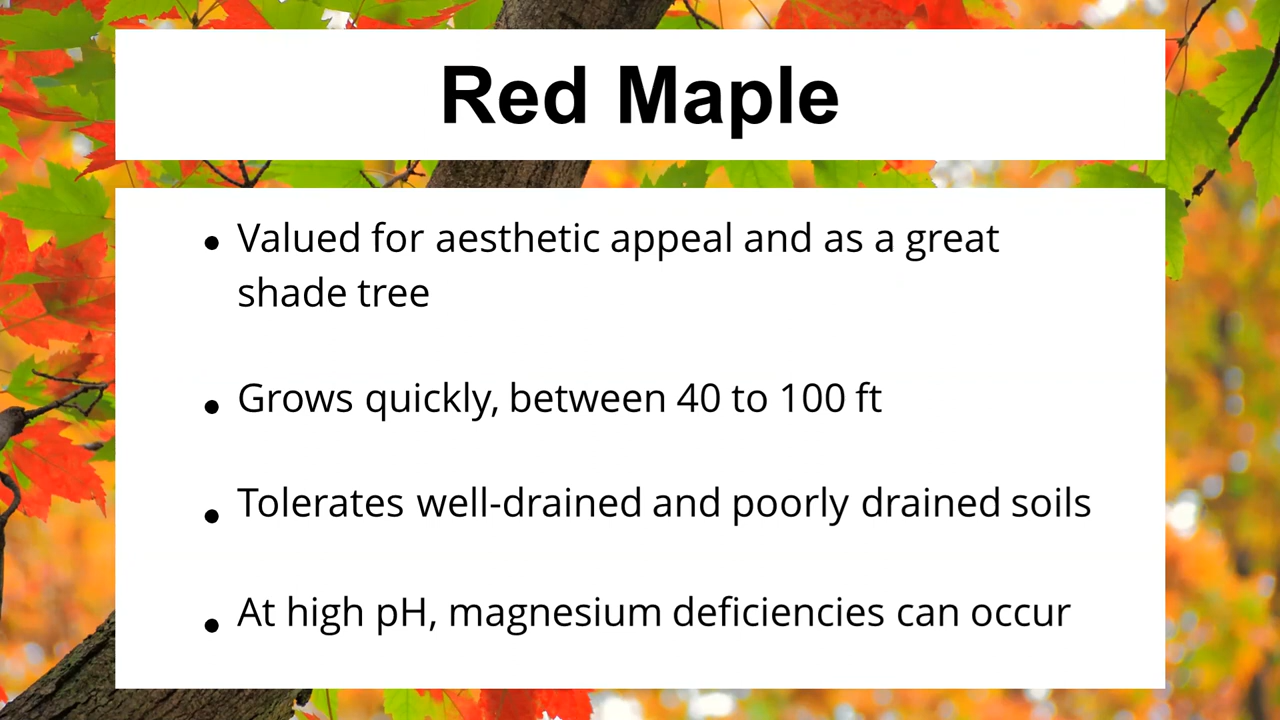 Red Maple
• Valued for aesthetic appeal and as a great
shade tree
• Grows quickly, between 40 to 100 ft
• Tolerates well-drained and poorly drained soils
• At high pH, magnesium deficiencies can occur